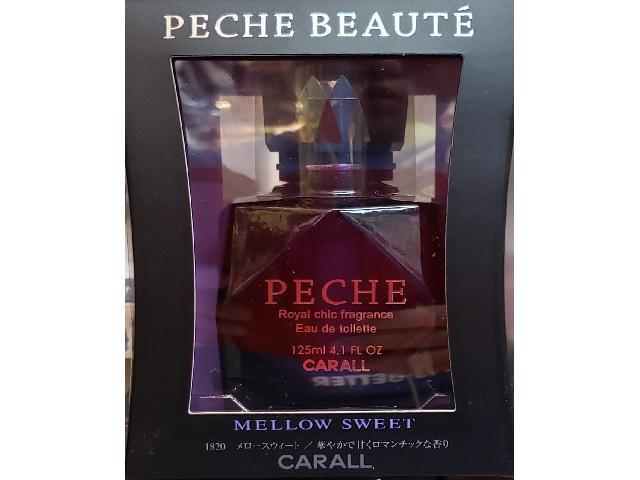 PECHE BEAUTÉ
PECHE
Royal chic fragrance
Eau de toilette
125ml 4.1 FL OZ
CARALL
MELLOW SWEET
1820 メロースウィート / 華やかで甘くロマンチックな香り
CARALL